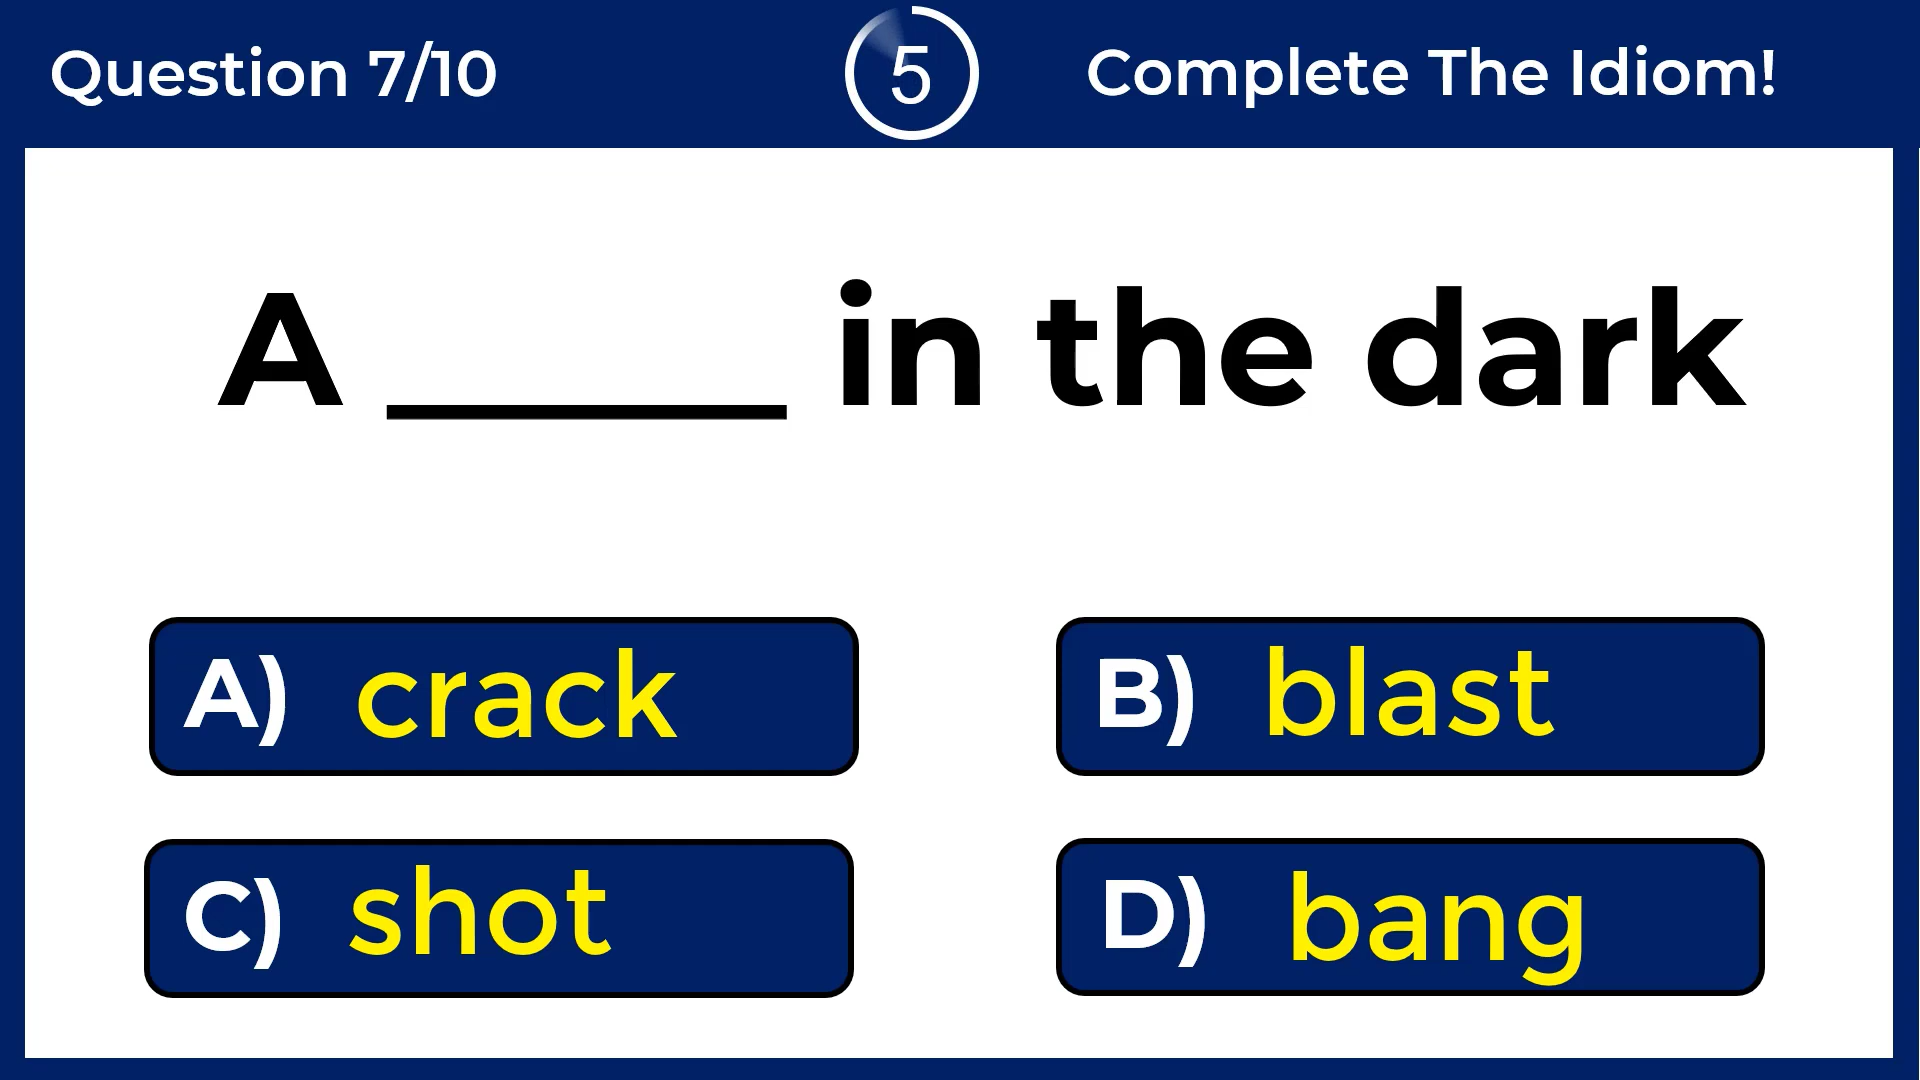 Question 7/10
5
Complete The Idiom!
A _____ in the dark
A) crack
B) blast
C) shot
D) bang